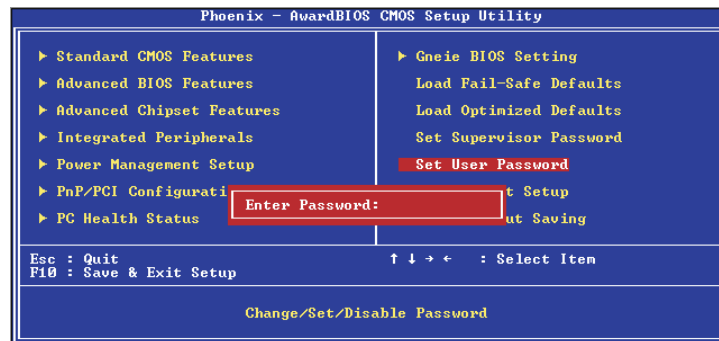 Phoenix - AwardBIOS CMOS Setup Utility
▶ Standard CMOS Features
▶ Advanced BIOS Features
▶ Advanced Chipset Features
▶ Integrated Peripherals
▶ Power Management Setup
▶ PnP/PCI Configurati
▶ PC Health Status
▶ Gneie BIOS Setting
Load Fail-Safe Defaults
Load Optimized Defaults
Set Supervisor Password
Set User Password
t Setup
ut Saving
Enter Password:
Esc : Quit
F10 : Save & Exit Setup
↑ ↓ → ← : Select Item
Change/Set/Disable Password